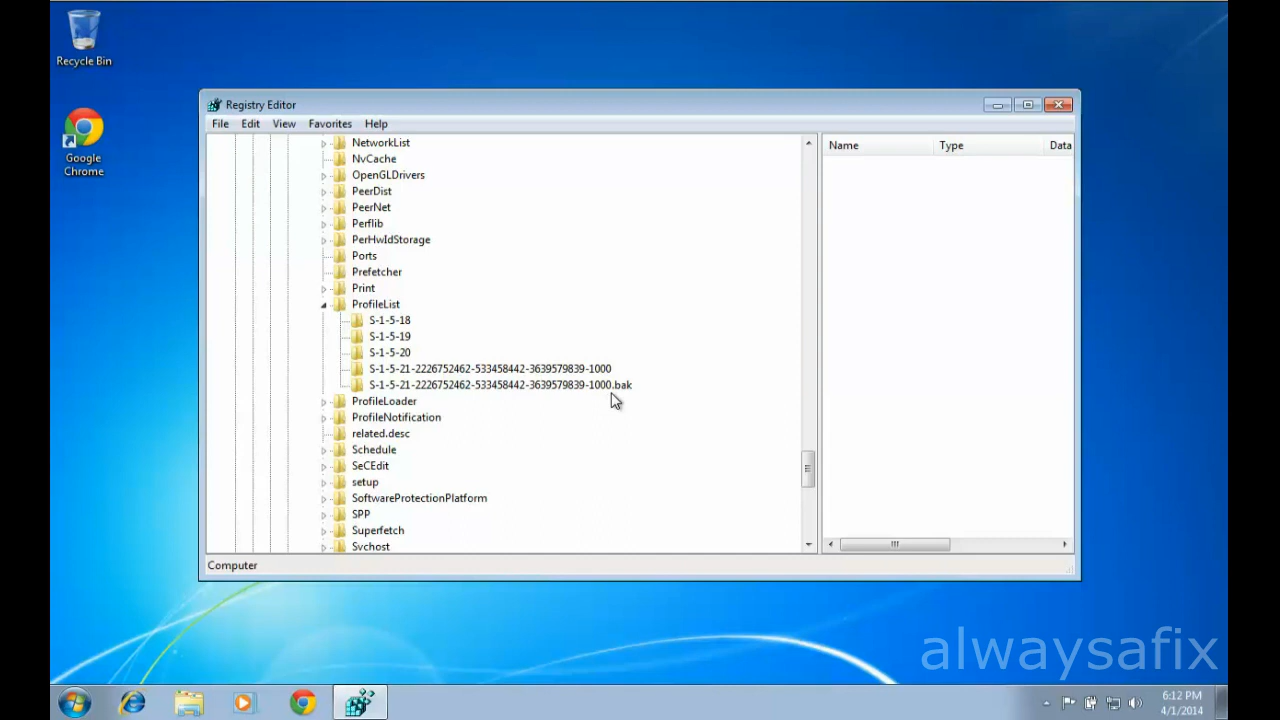 Recycle Bin
Google
Chrome
Registry Editor
File Edit View Favorites Help
NetworkList
NvCache
OpenGLDrivers
PeerDist
PeerNet
Perflib
PerHwIdStorage
Ports
Prefetcher
Print
ProfileList
S-1-5-18
S-1-5-19
S-1-5-20
S-1-5-21-2226752462-533458442-3639579839-1000
S-1-5-21-2226752462-533458442-3639579839-1000.bak
ProfileLoader
ProfileNotification
related.desc
Schedule
SeCEdit
setup
SoftwareProtectionPlatform
SPP
Superfetch
Svchost
Name Type Data
Computer
alwaysafix
6:12 PM
4/1/2014